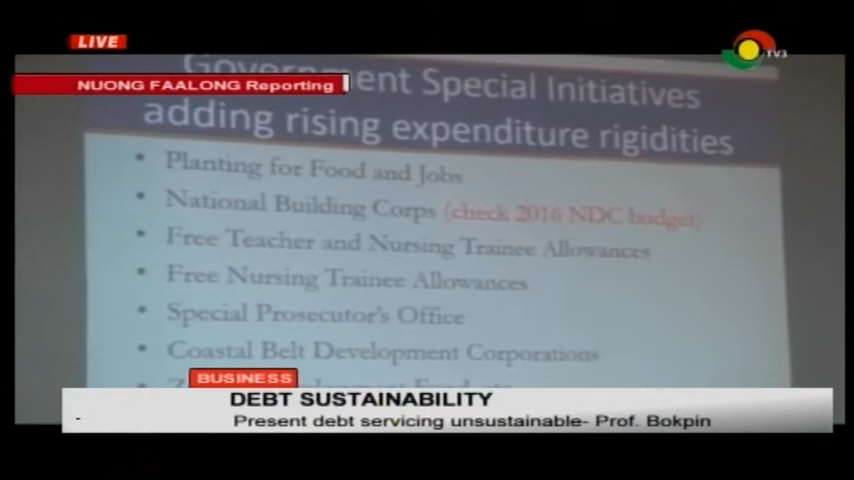 LIVE
TV3
NUONG FAALONG Reporting
Government Special Initiatives
adding rising expenditure rigidities
• Planting for Food and Jobs
• National Building Corps (check 2016 NDC budget)
• Free Teacher and Nursing Trainee Allowances
• Free Nursing Trainee Allowances
• Special Prosecutor's Office
• Coastal Belt Development Corporations
BUSINESS
DEBT SUSTAINABILITY
Present debt servicing unsustainable- Prof. Bokpin